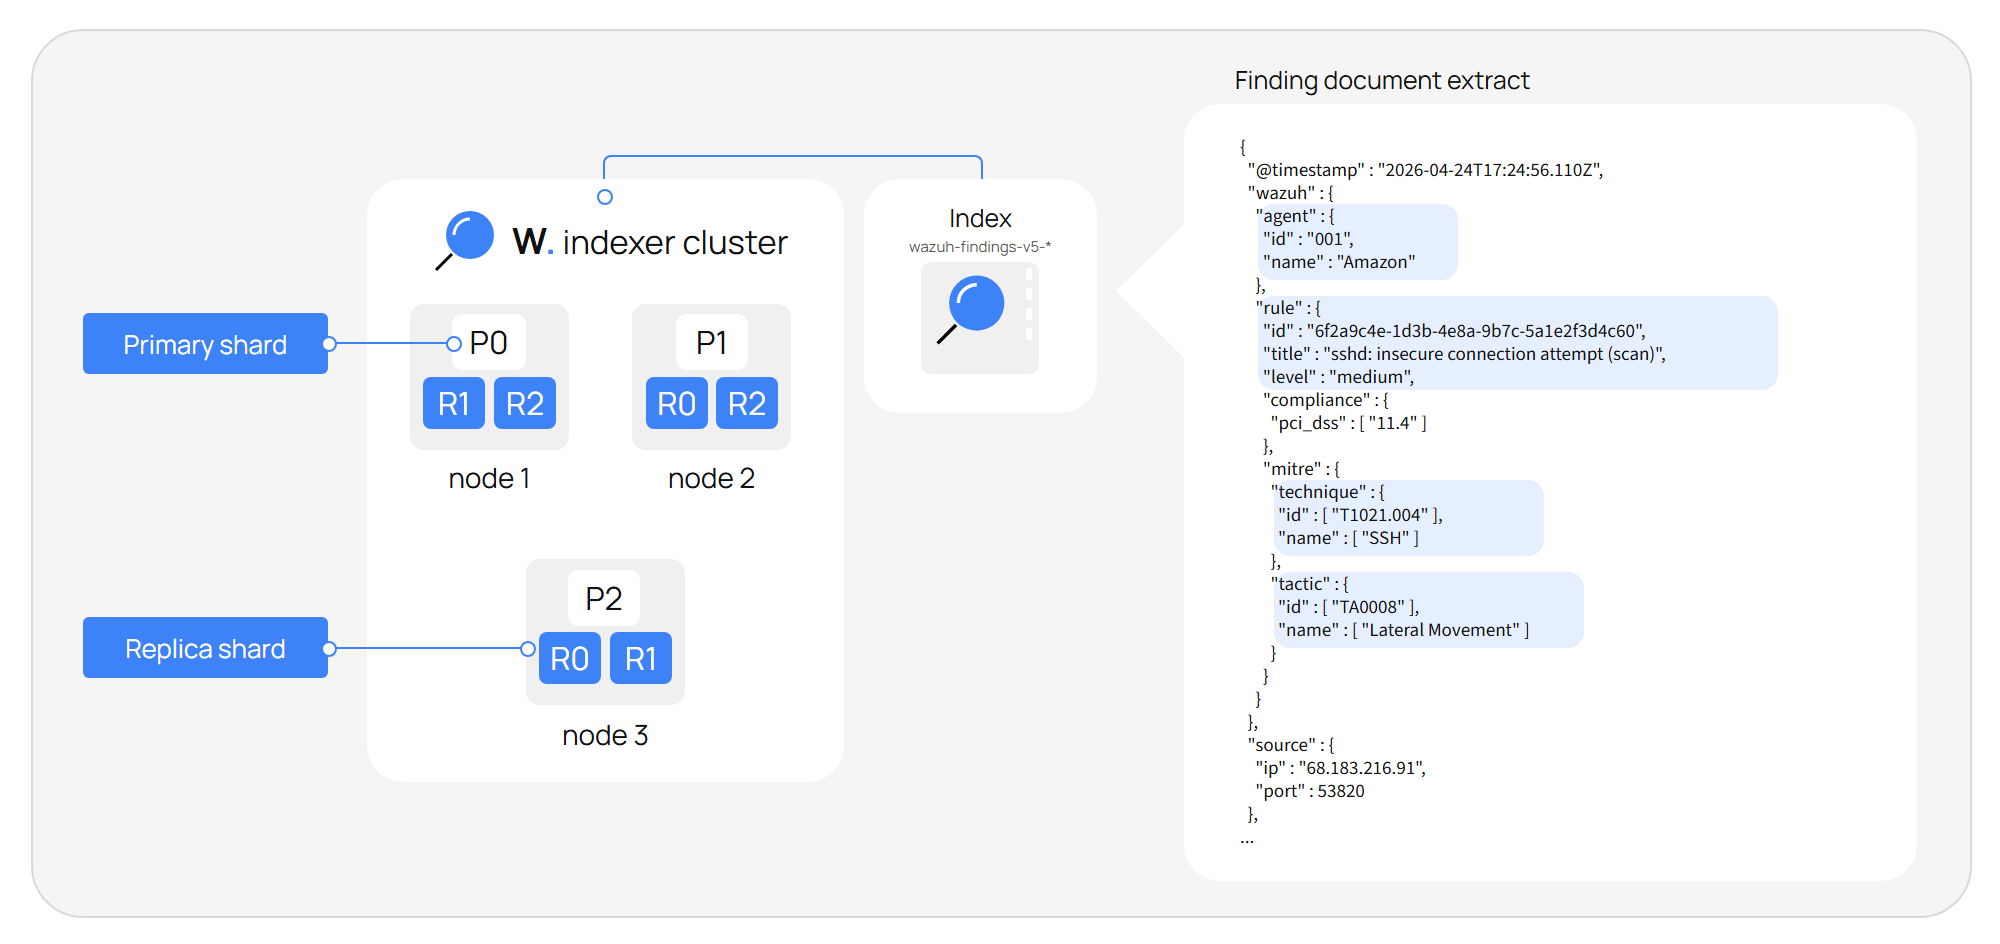 Finding document extract
W. indexer cluster
Primary shard
P0
R1 R2
node 1
P1
R0 R2
node 2
Replica shard
P2
R0 R1
node 3
Index
wazuh-findings-v5-*
{
"@timestamp" : "2026-04-24T17:24:56.110Z",
"wazuh" : {
"agent" : {
"id" : "001",
"name" : "Amazon"
},
"rule" : {
"id" : "6f2a9c4e-1d3b-4e8a-9b7c-5a1e2f3d4c60",
"title" : "sshd: insecure connection attempt (scan)",
"level" : "medium",
"compliance" : {
"pci_dss" : [ "11.4" ]
},
"mitre" : {
"technique" : {
"id" : [ "T1021.004" ],
"name" : [ "SSH" ]
},
"tactic" : {
"id" : [ "TA0008" ],
"name" : [ "Lateral Movement" ]
}
}
}
},
"source" : {
"ip" : "68.183.216.91",
"port" : 53820
},
...